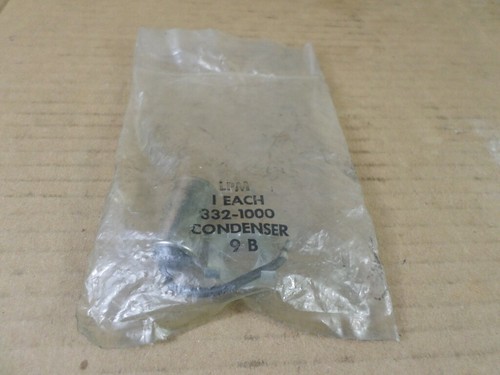 LPM
1 EACH
332-1000
CONDENSER
9 B